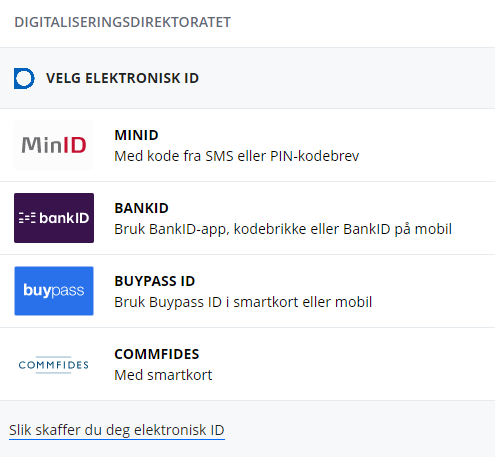 DIGITALISERINGSDIREKTORATET
VELG ELEKTRONISK ID
MinID
MINID
Med kode fra SMS eller PIN-kodebrev
bankID
BANKID
Bruk BankID-app, kodebrikke eller BankID på mobil
buypass
BUYPASS ID
Bruk Buypass ID i smartkort eller mobil
COMMFIDES
COMMFIDES
Med smartkort
Slik skaffer du deg elektronisk ID